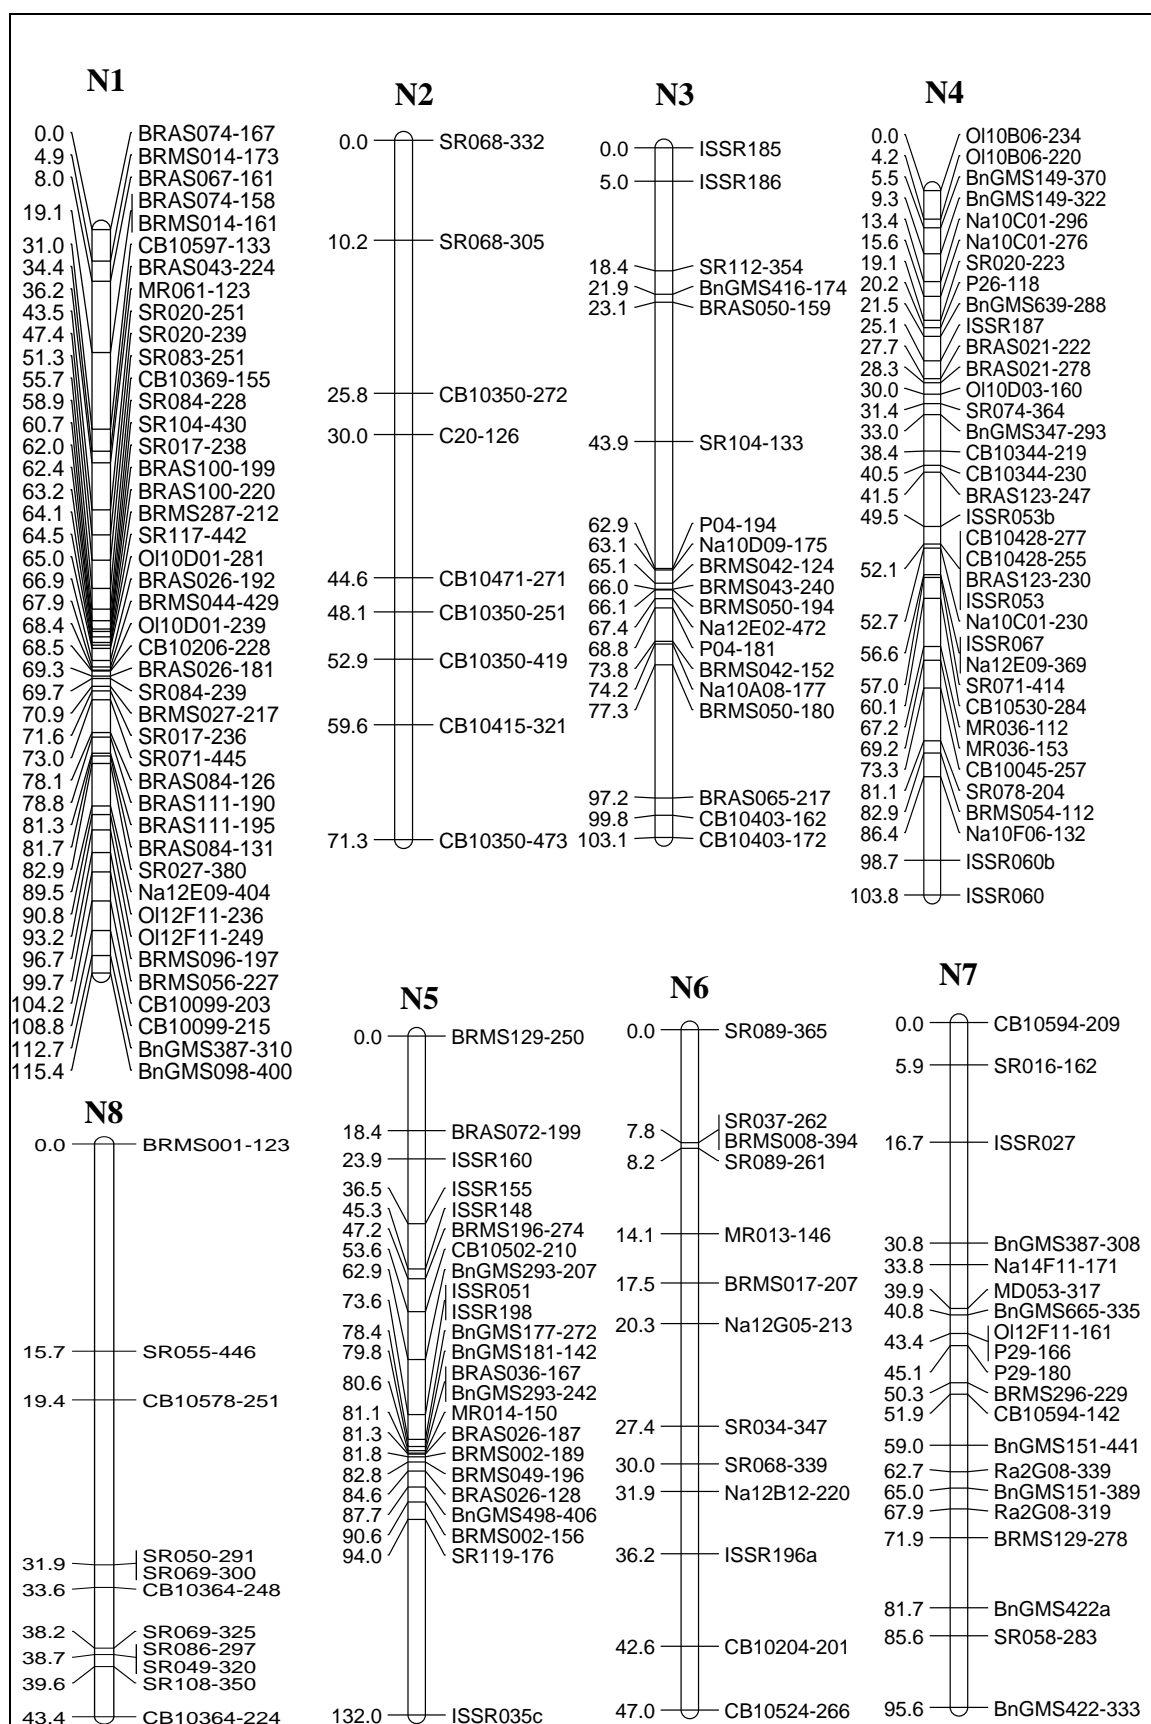 N1
0.0 BRAS074-167
4.9 BRMS014-173
8.0 BRAS067-161
19.1 BRAS074-158
BRMS014-161
31.0 CB10597-133
34.4 BRAS043-224
36.2 MR061-123
43.5 SR020-251
47.4 SR020-239
51.3 SR083-251
55.7 CB10369-155
58.9 SR084-228
60.7 SR104-430
62.0 SR017-238
62.4 BRAS100-199
63.2 BRAS100-220
64.1 BRMS287-212
64.5 SR117-442
65.0 Ol10D01-281
66.9 BRAS026-192
67.9 BRMS044-429
68.4 Ol10D01-239
68.5 CB10206-228
69.3 BRAS026-181
69.7 SR084-239
70.9 BRMS027-217
71.6 SR017-236
73.0 SR071-445
78.1 BRAS084-126
78.8 BRAS111-190
81.3 BRAS111-195
81.7 BRAS084-131
82.9 SR027-380
89.5 Na12E09-404
90.8 Ol12F11-236
93.2 Ol12F11-249
96.7 BRMS096-197
99.7 BRMS056-227
104.2 CB10099-203
108.8 CB10099-215
112.7 BnGMS387-310
115.4 BnGMS098-400
N2
0.0 SR068-332
10.2 SR068-305
25.8 CB10350-272
30.0 C20-126
44.6 CB10471-271
48.1 CB10350-251
52.9 CB10350-419
59.6 CB10415-321
71.3 CB10350-473
N3
0.0 ISSR185
5.0 ISSR186
18.4 SR112-354
21.9 BnGMS416-174
23.1 BRAS050-159
43.9 SR104-133
62.9 P04-194
63.1 Na10D09-175
65.1 BRMS042-124
66.0 BRMS043-240
66.1 BRMS050-194
67.4 Na12E02-472
68.8 P04-181
73.8 BRMS042-152
74.2 Na10A08-177
77.3 BRMS050-180
97.2 BRAS065-217
99.8 CB10403-162
103.1 CB10403-172
N4
0.0 Ol10B06-234
4.2 Ol10B06-220
5.5 BnGMS149-370
9.3 BnGMS149-322
13.4 Na10C01-296
15.6 Na10C01-276
19.1 SR020-223
20.2 P26-118
21.5 BnGMS639-288
25.1 ISSR187
27.7 BRAS021-222
28.3 BRAS021-278
30.0 Ol10D03-160
31.4 SR074-364
33.0 BnGMS347-293
38.4 CB10344-219
40.5 CB10344-230
41.5 BRAS123-247
49.5 ISSR053b
CB10428-277
52.1 CB10428-255
BRAS123-230
ISSR053
52.7 Na10C01-230
56.6 ISSR067
Na12E09-369
57.0 SR071-414
60.1 CB10530-284
67.2 MR036-112
69.2 MR036-153
73.3 CB10045-257
81.1 SR078-204
82.9 BRMS054-112
86.4 Na10F06-132
98.7 ISSR060b
103.8 ISSR060
N8
0.0 BRMS001-123
15.7 SR055-446
19.4 CB10578-251
31.9 SR050-291
SR069-300
33.6 CB10364-248
38.2 SR069-325
38.7 SR086-297
SR049-320
39.6 SR108-350
43.4 CB10364-224
N5
0.0 BRMS129-250
18.4 BRAS072-199
23.9 ISSR160
36.5 ISSR155
45.3 ISSR148
47.2 BRMS196-274
53.6 CB10502-210
62.9 BnGMS293-207
73.6 ISSR051
ISSR198
78.4 BnGMS177-272
79.8 BnGMS181-142
80.6 BRAS036-167
BnGMS293-242
81.1 MR014-150
81.3 BRAS026-187
81.8 BRMS002-189
82.8 BRMS049-196
84.6 BRAS026-128
87.7 BnGMS498-406
90.6 BRMS002-156
94.0 SR119-176
132.0 ISSR035c
N6
0.0 SR089-365
7.8 SR037-262
BRMS008-394
8.2 SR089-261
14.1 MR013-146
17.5 BRMS017-207
20.3 Na12G05-213
27.4 SR034-347
30.0 SR068-339
31.9 Na12B12-220
36.2 ISSR196a
42.6 CB10204-201
47.0 CB10524-266
N7
0.0 CB10594-209
5.9 SR016-162
16.7 ISSR027
30.8 BnGMS387-308
33.8 Na14F11-171
39.9 MD053-317
40.8 BnGMS665-335
43.4 Ol12F11-161
P29-166
45.1 P29-180
50.3 BRMS296-229
51.9 CB10594-142
59.0 BnGMS151-441
62.7 Ra2G08-339
65.0 BnGMS151-389
67.9 Ra2G08-319
71.9 BRMS129-278
81.7 BnGMS422a
85.6 SR058-283
95.6 BnGMS422-333